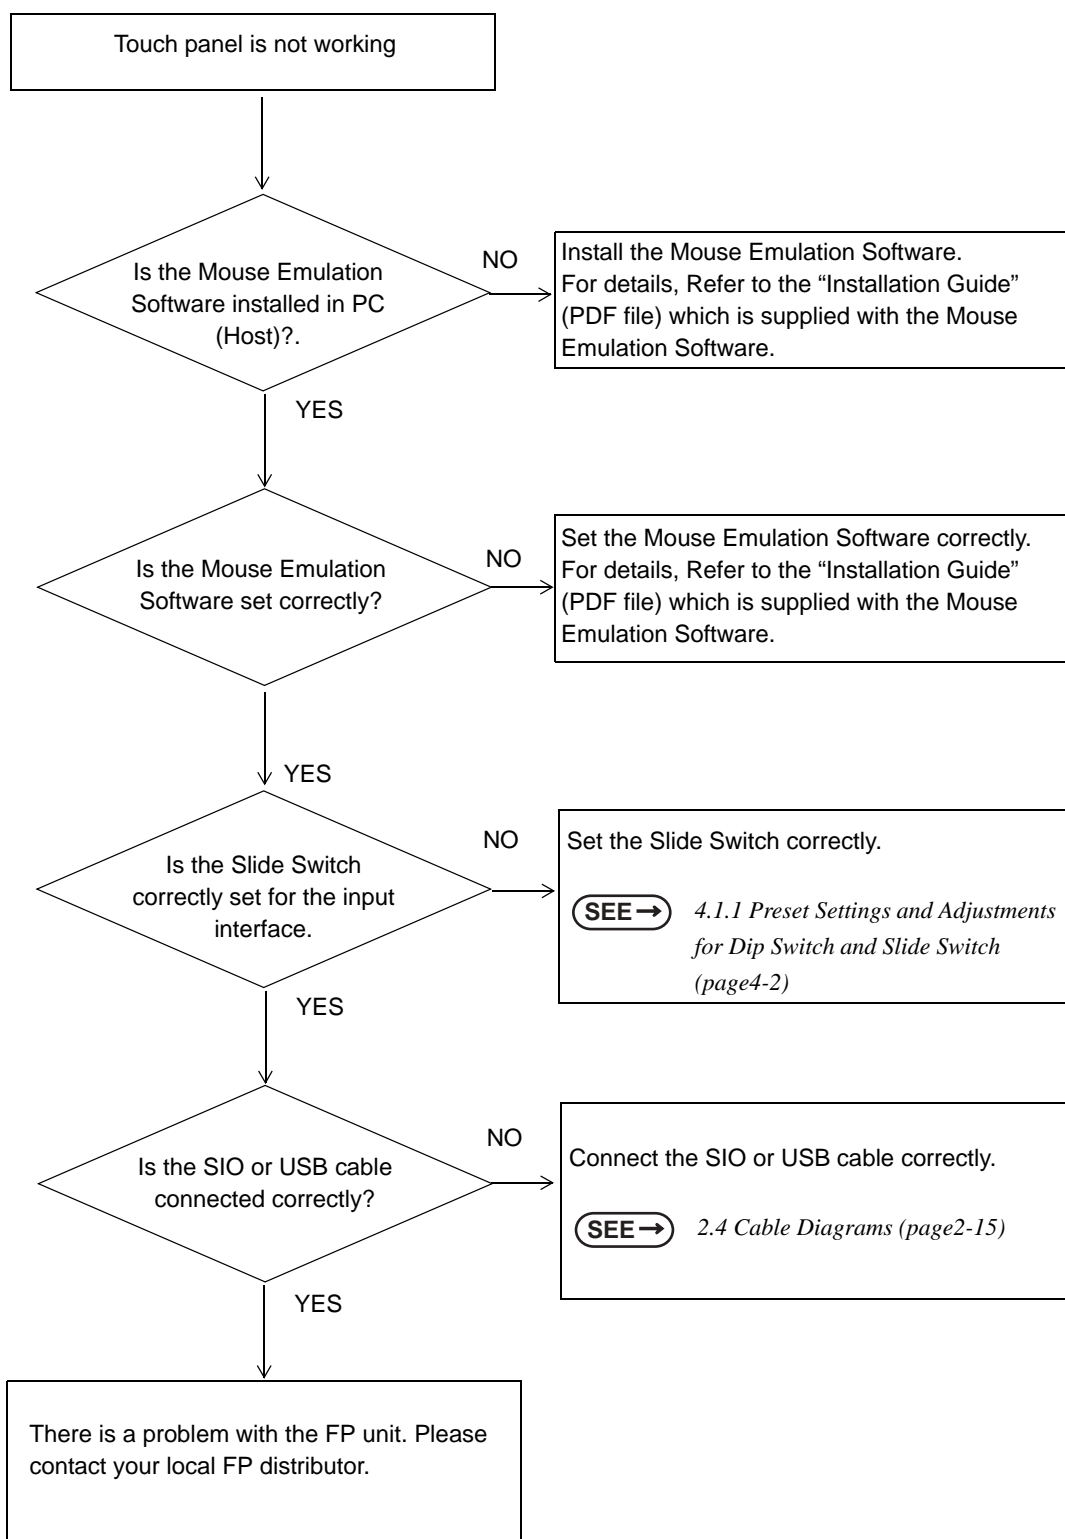 Touch panel is not working
Is the Mouse Emulation
Software installed in PC
(Host)?.
NO
Install the Mouse Emulation Software.
For details, Refer to the “Installation Guide”
(PDF file) which is supplied with the Mouse
Emulation Software.
YES
Is the Mouse Emulation
Software set correctly?
NO
Set the Mouse Emulation Software correctly.
For details, Refer to the “Installation Guide”
(PDF file) which is supplied with the Mouse
Emulation Software.
YES
Is the Slide Switch
correctly set for the input
interface.
NO
Set the Slide Switch correctly.
SEE→ 4.1.1 Preset Settings and Adjustments
for Dip Switch and Slide Switch
(page4-2)
YES
Is the SIO or USB cable
connected correctly?
NO
Connect the SIO or USB cable correctly.
SEE→ 2.4 Cable Diagrams (page2-15)
YES
There is a problem with the FP unit. Please
contact your local FP distributor.